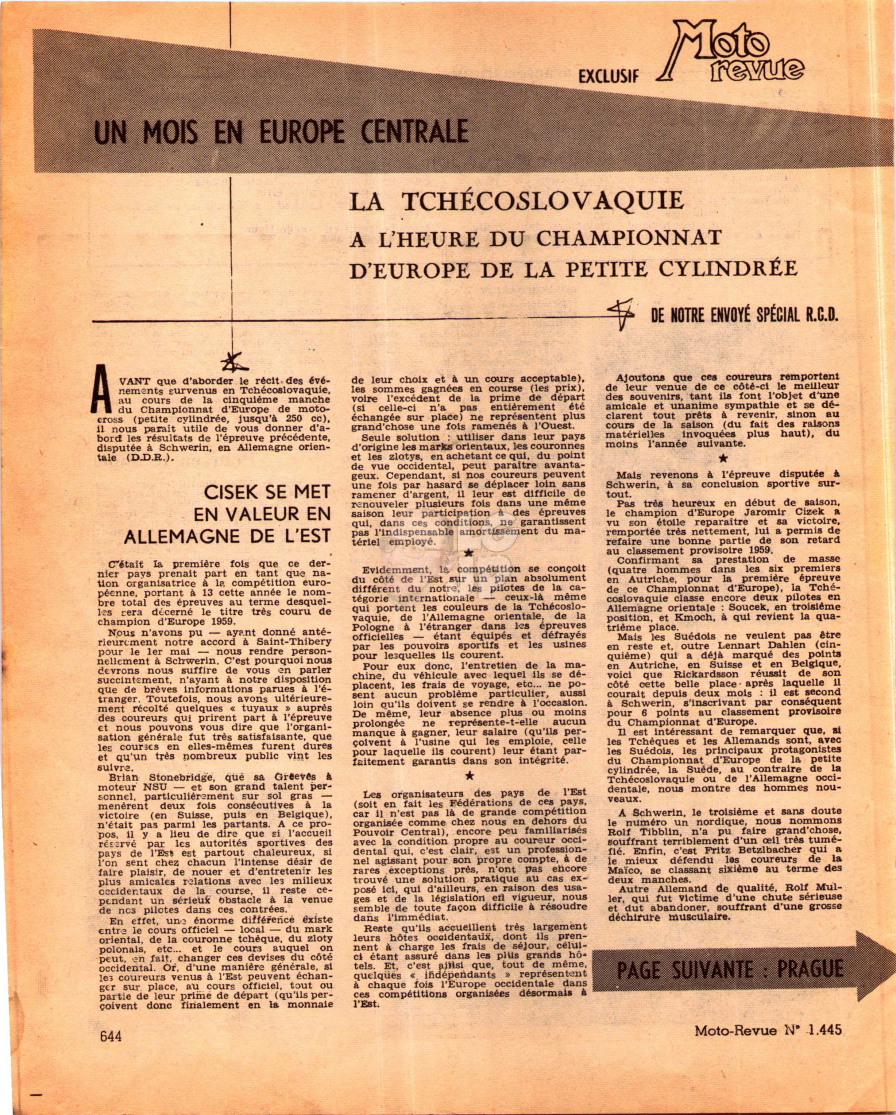 EXCLUSIF
Moto
revue
UN MOIS EN EUROPE CENTRALE
LA TCHÉCOSLOVAQUIE
A L'HEURE DU CHAMPIONNAT
D'EUROPE DE LA PETITE CYLINDRÉE
DE NOTRE ENVOYÉ SPÉCIAL R.C.D.
AVANT que d'aborder le récit des évé-
nements survenus en Tchécoslovaquie,
au cours de la cinquième manche
du Championnat d'Europe de moto-
cross (petite cylindrée, jusqu'à 250 cc),
il nous paraît utile de vous donner d'a-
bord les résultats de l'épreuve précédente,
disputée à Schwerin, en Allemagne orien-
tale (D.D.R.).
CISEK SE MET
EN VALEUR EN
ALLEMAGNE DE L'EST
C'était la première fois que ce der-
nier pays prenait part en tant que na-
tion organisatrice à la compétition euro-
péenne, portant à 13 cette année le nom-
bre total des épreuves au terme desquel-
les sera décerné le titre très couru de
champion d'Europe 1959.
Nous n'avons pu — ayant donné anté-
rieurement notre accord à Saint-Thibery
pour le 1er mai — nous rendre person-
nellement à Schwerin. C'est pourquoi nous
devrons nous suffire de vous en parler
succintement, n'ayant à notre disposition
que de brèves informations parues à l'é-
tranger. Toutefois, nous avons ultérieure-
ment récolté quelques « tuyaux » auprès
des coureurs qui prirent part à l'épreuve
et nous pouvons vous dire que l'organi-
sation générale fut très satisfaisante, que
les courses en elles-mêmes furent dures
et qu'un très nombreux public vint les
suivre.
Brian Stonebridge, que sa Greeves à
moteur NSU — et son grand talent per-
sonnel, particulièrement sur sol gras —
menèrent deux fois consécutives à la
victoire (en Suisse, puis en Belgique),
n'était pas parmi les partants. A ce pro-
pos, il y a lieu de dire que si l'accueil
réservé par les autorités sportives des
pays de l'Est est partout chaleureux, si
l'on sent chez chacun l'intense désir de
faire plaisir, de nouer et d'entretenir les
plus amicales relations avec les milieux
occidentaux de la course, il reste ce-
pendant un sérieux obstacle à la venue
de nos pilotes dans ces contrées.
En effet, une énorme différence existe
entre le cours officiel — local — du mark
oriental, de la couronne tchèque, du zloty
polonais, etc... et le cours auquel on
peut, en fait, changer ces devises du côté
occidental. Or, d'une manière générale, si
les coureurs venus à l'Est peuvent échan-
ger sur place, au cours officiel, tout ou
partie de leur prime de départ (qu'ils per-
çoivent donc finalement en la monnaie
de leur choix et à un cours acceptable),
les sommes gagnées en course (les prix),
voire l'excédent de la prime de départ
(si celle-ci n'a pas entièrement été
échangée sur place) ne représentent plus
grand'chose une fois ramenés à l'Ouest.
Seule solution : utiliser dans leur pays
d'origine les marks orientaux, les couronnes
et les zlotys, en achetant ce qui, du point
de vue occidental, peut paraître avanta-
geux. Cependant, si nos coureurs peuvent
une fois par hasard se déplacer loin sans
ramener d'argent, il leur est difficile de
renouveler plusieurs fois dans une même
saison leur participation à des épreuves
qui, dans ces conditions, ne garantissent
pas l'indispensable amortissement du ma-
tériel employé.
Evidemment, la compétition se conçoit
du côté de l'Est sur un plan absolument
différent du notre, les pilotes de la ca-
tégorie internationale — ceux-là même
qui portent les couleurs de la Tchécoslo-
vaquie, de l'Allemagne orientale, de la
Pologne à l'étranger dans les épreuves
officielles — étant équipés et défrayés
par les pouvoirs sportifs et les usines
pour lesquelles ils courent.
Pour eux donc, l'entretien de la ma-
chine, du véhicule avec lequel ils se dé-
placent, les frais de voyage, etc... ne po-
sent aucun problème particulier, aussi
loin qu'ils doivent se rendre à l'occasion.
De même, leur absence plus ou moins
prolongée ne représente-t-elle aucun
manque à gagner, leur salaire (qu'ils per-
çoivent à l'usine qui les emploie, celle
pour laquelle ils courent) leur étant par-
faitement garantis dans son intégrité.
Les organisateurs des pays de l'Est
(soit en fait les Fédérations de ces pays,
car il n'est pas là de grande compétition
organisée comme chez nous en dehors du
Pouvoir Central), encore peu familiarisés
avec la condition propre au coureur occi-
dental qui, c'est clair, est un profession-
nel agissant pour son propre compte, à de
rares exceptions près, n'ont pas encore
trouvé une solution pratique au cas ex-
posé ici, qui d'ailleurs, en raison des usa-
ges et de la législation en vigueur, nous
semble de toute façon difficile à résoudre
dans l'immédiat.
Reste qu'ils accueillent très largement
leurs hôtes occidentaux, dont ils pren-
nent à charge les frais de séjour, celui-
ci étant assuré dans les plus grands hô-
tels. Et, c'est ainsi que, tout de même,
quelques « indépendants » représentent
à chaque fois l'Europe occidentale dans
ces compétitions organisées désormais à
l'Est.
Ajoutons que ces coureurs remportent
de leur venue de ce côté-ci le meilleur
des souvenirs, tant ils font l'objet d'une
amicale et unanime sympathie et se dé-
clarent tout prêts à revenir, sinon au
cours de la saison (du fait des raisons
matérielles invoquées plus haut), du
moins l'année suivante.
Mais revenons à l'épreuve disputée à
Schwerin, à sa conclusion sportive sur-
tout.
Pas très heureux en début de saison,
le champion d'Europe Jaromir Cizek a
vu son étoile reparaître et sa victoire,
remportée très nettement, lui a permis de
refaire une bonne partie de son retard
au classement provisoire 1959.
Confirmant sa prestation de masse
(quatre hommes dans les six premiers
en Autriche, pour la première épreuve
de ce Championnat d'Europe), la Tché-
coslovaquie classe encore deux pilotes en
Allemagne orientale : Soucek, en troisième
position, et Kmoch, à qui revient la qua-
trième place.
Mais les Suédois ne veulent pas être
en reste et, outre Lennart Dahlen (cin-
quième) qui a déjà marqué des points
en Autriche, en Suisse et en Belgique,
voici que Rickardsson réussit de son
côté cette belle place après laquelle il
courait depuis deux mois : il est second
à Schwerin, s'inscrivant par conséquent
pour 6 points au classement provisoire
du Championnat d'Europe.
Il est intéressant de remarquer que, si
les Tchèques et les Allemands sont, avec
les Suédois, les principaux protagonistes
du Championnat d'Europe de la petite
cylindrée, la Suède, au contraire de la
Tchécoslovaquie ou de l'Allemagne occi-
dentale, nous montre des hommes nou-
veaux.
A Schwerin, le troisième et sans doute
le numéro un nordique, nous nommons
Rolf Tibblin, n'a pu faire grand'chose,
souffrant terriblement d'un œil très tumé-
fié. Enfin, c'est Fritz Betzlbacher qui a
le mieux défendu les coureurs de la
Maïco, se classant sixième au terme des
deux manches.
Autre Allemand de qualité, Rolf Mul-
ler, qui fut victime d'une chute sérieuse
et dut abandonner, souffrant d'une grosse
déchirure musculaire.
PAGE SUIVANTE : PRAGUE
644
Moto-Revue N° 1.445